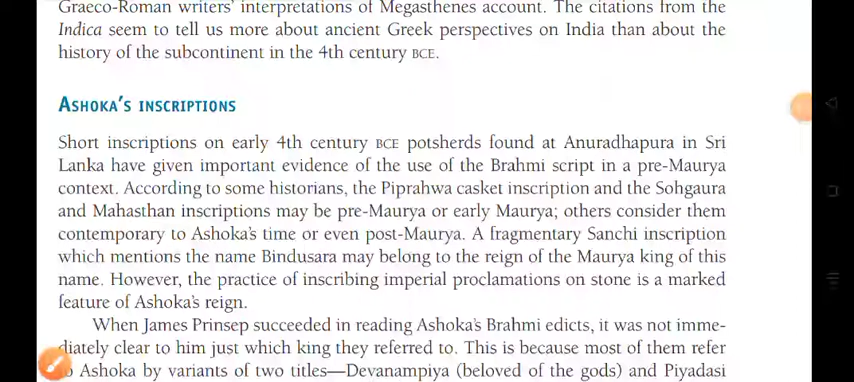 Graeco-Roman writers' interpretations of Megasthenes account. The citations from the
Indica seem to tell us more about ancient Greek perspectives on India than about the
history of the subcontinent in the 4th century BCE.
ASHOKA'S INSCRIPTIONS
Short inscriptions on early 4th century BCE potsherds found at Anuradhapura in Sri
Lanka have given important evidence of the use of the Brahmi script in a pre-Maurya
context. According to some historians, the Piprahwa casket inscription and the Sohgaura
and Mahasthan inscriptions may be pre-Maurya or early Maurya; others consider them
contemporary to Ashoka's time or even post-Maurya. A fragmentary Sanchi inscription
which mentions the name Bindusara may belong to the reign of the Maurya king of this
name. However, the practice of inscribing imperial proclamations on stone is a marked
feature of Ashoka's reign.
When James Prinsep succeeded in reading Ashoka's Brahmi edicts, it was not imme-
diately clear to him just which king they referred to. This is because most of them refer
Ashoka by variants of two titles—Devanampiya (beloved of the gods) and Piyadasi